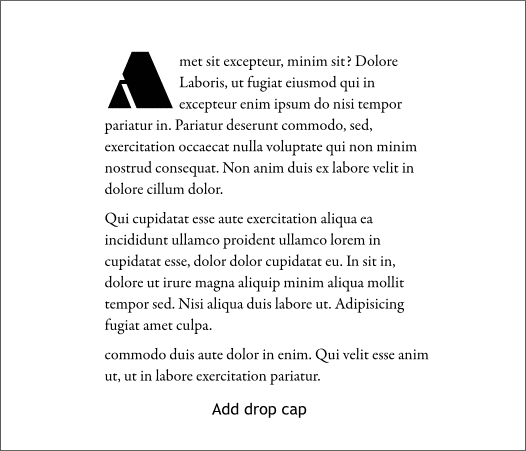 Amet sit excepteur, minim sit? Dolore
Laboris, ut fugiat eiusmod qui in
excepteur enim ipsum do nisi tempor
pariatur in. Pariatur deserunt commodo, sed,
exercitation occaecat nulla voluptate qui non minim
nostrud consequat. Non anim duis ex labore velit in
dolore cillum dolor.
Qui cupidatat esse aute exercitation aliqua ea
incididunt ullamco proident ullamco lorem in
cupidatat esse, dolor dolor cupidatat eu. In sit in,
dolore ut irure magna aliquip minim aliqua mollit
tempor sed. Nisi aliqua duis labore ut. Adipisicing
fugiat amet culpa.
commodo duis aute dolor in enim. Qui velit esse anim
ut, ut in labore exercitation pariatur.
Add drop cap